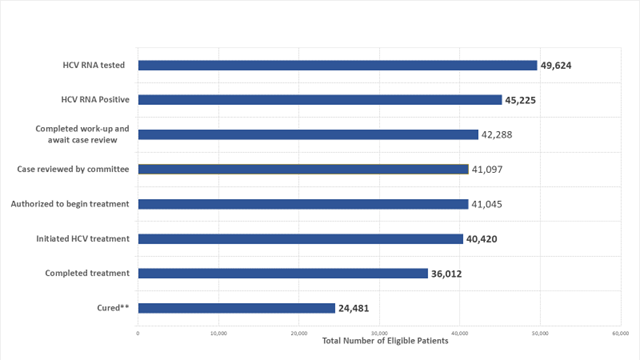 HCV RNA tested
49,624
HCV RNA Positive
45,225
Completed work-up and
await case review
42,288
Case reviewed by committee
41,097
Authorized to begin treatment
41,045
Initiated HCV treatment
40,420
Completed treatment
36,012
Cured**
24,481
0 10,000 20,000 30,000 40,000 50,000 60,000
Total Number of Eligible Patients